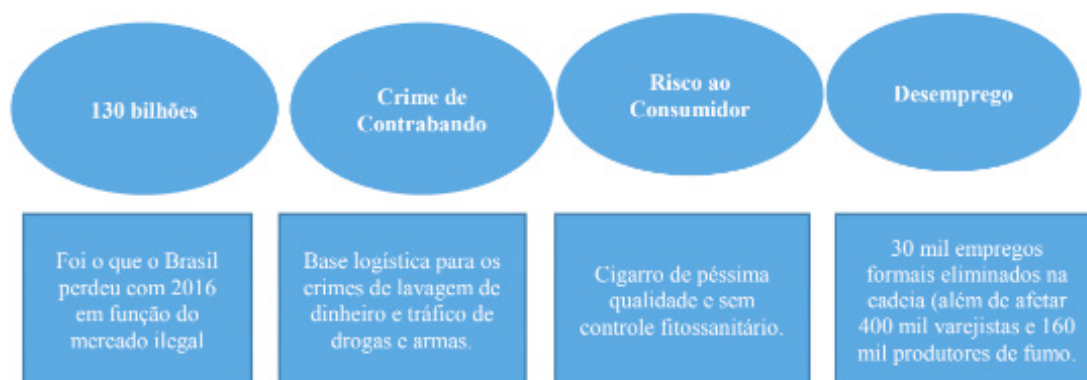 130 bilhões
Crime de
Contrabando
Risco ao
Consumidor
Desemprego
Foi o que o Brasil
perdeu com 2016
em função do
mercado ilegal
Base logística para os
crimes de lavagem de
dinheiro e tráfico de
drogas e armas.
Cigarro de péssima
qualidade e sem
controle fitossanitário.
30 mil empregos
formais eliminados na
cadeia (além de afetar
400 mil varejistas e 160
mil produtores de fumo.